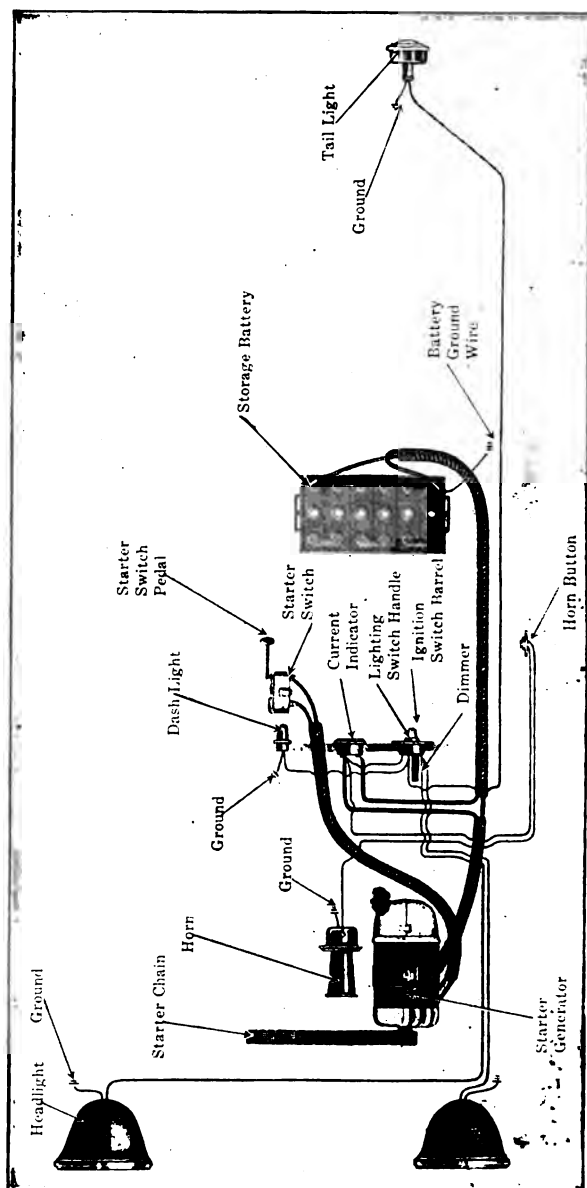 Headlight
Ground
Starter Chain
Horn
Ground
Ground
Dash Light
Starter
Switch
Pedal
Starter
Switch
Current
Indicator
Lighting
Switch Handle
Ignition
Switch Barrel
Dimmer
Starter
Generator
Storage Battery
Horn Button
Battery
Ground
Wire
Ground
Tail Light